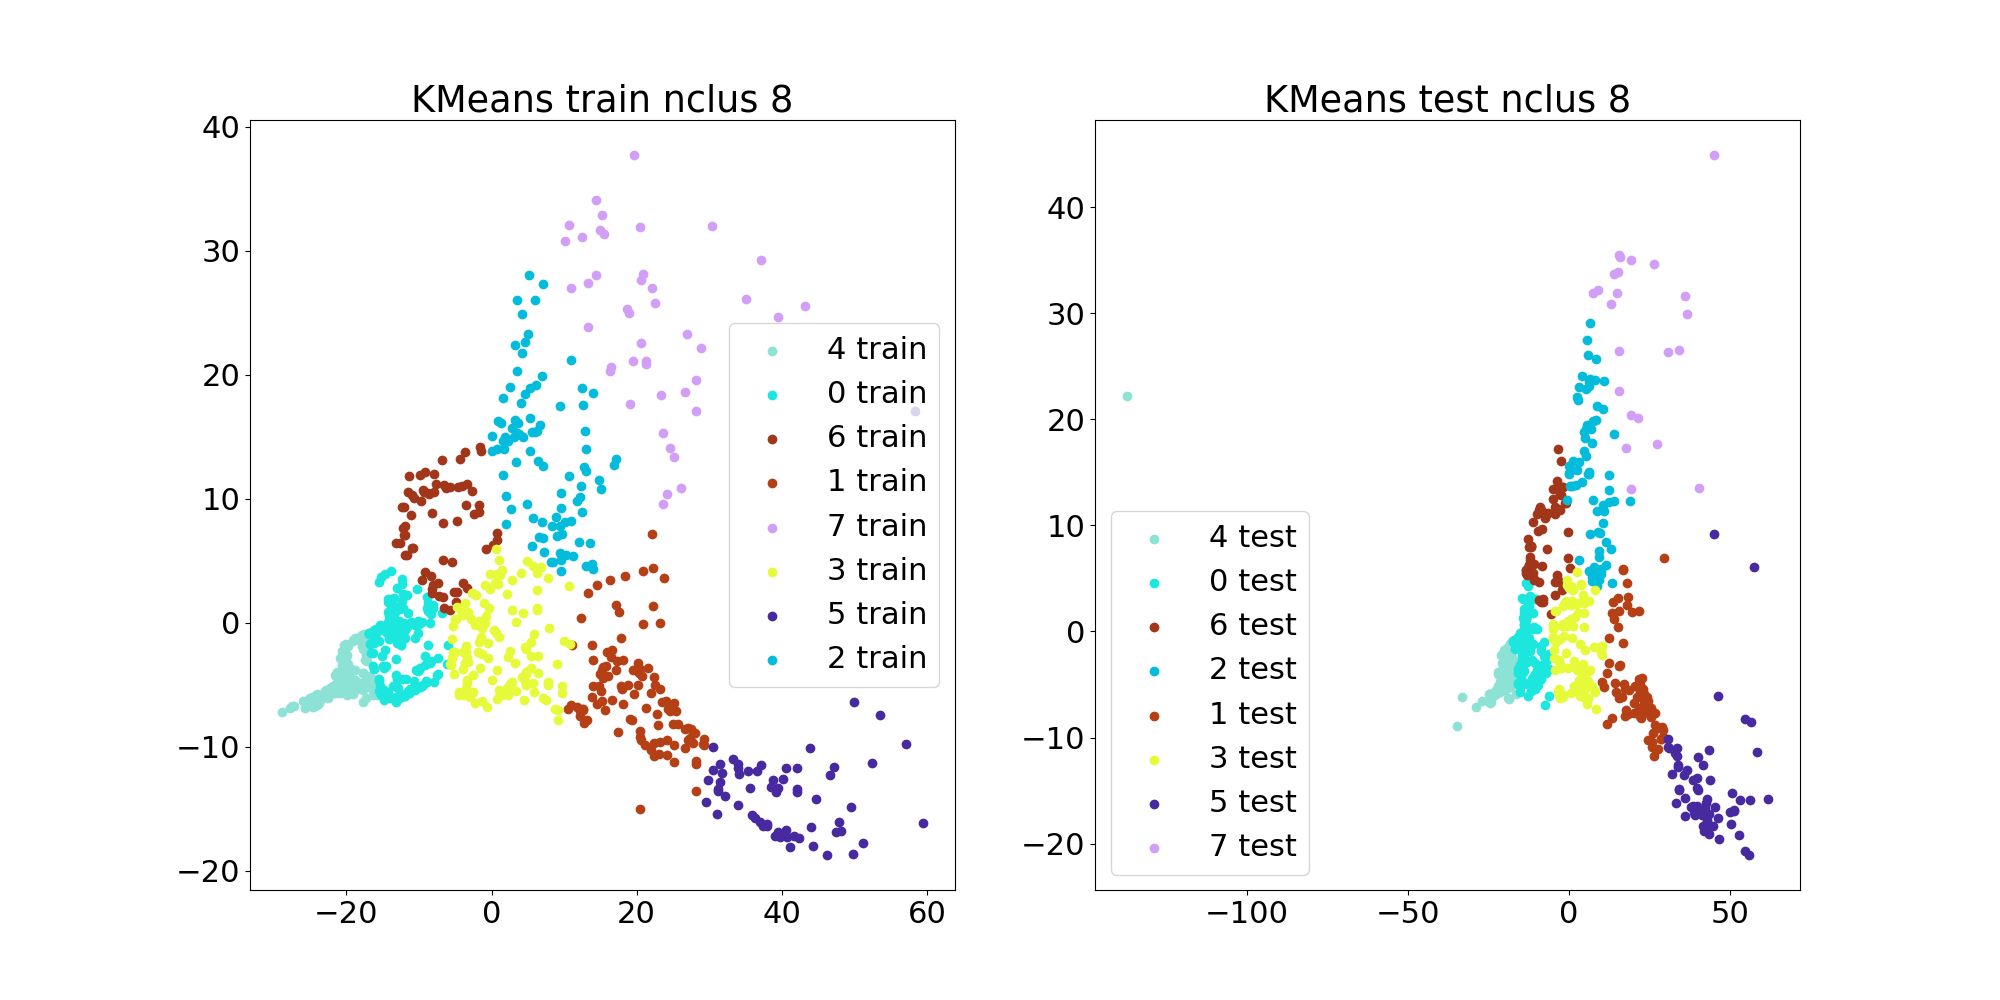 KMeans train nclus 8
40
30
20
10
0
−10
−20
−20 0 20 40 60
4 train
0 train
6 train
1 train
7 train
3 train
5 train
2 train
KMeans test nclus 8
40
30
20
10
0
−10
−20
−100 −50 0 50
4 test
0 test
6 test
2 test
1 test
3 test
5 test
7 test